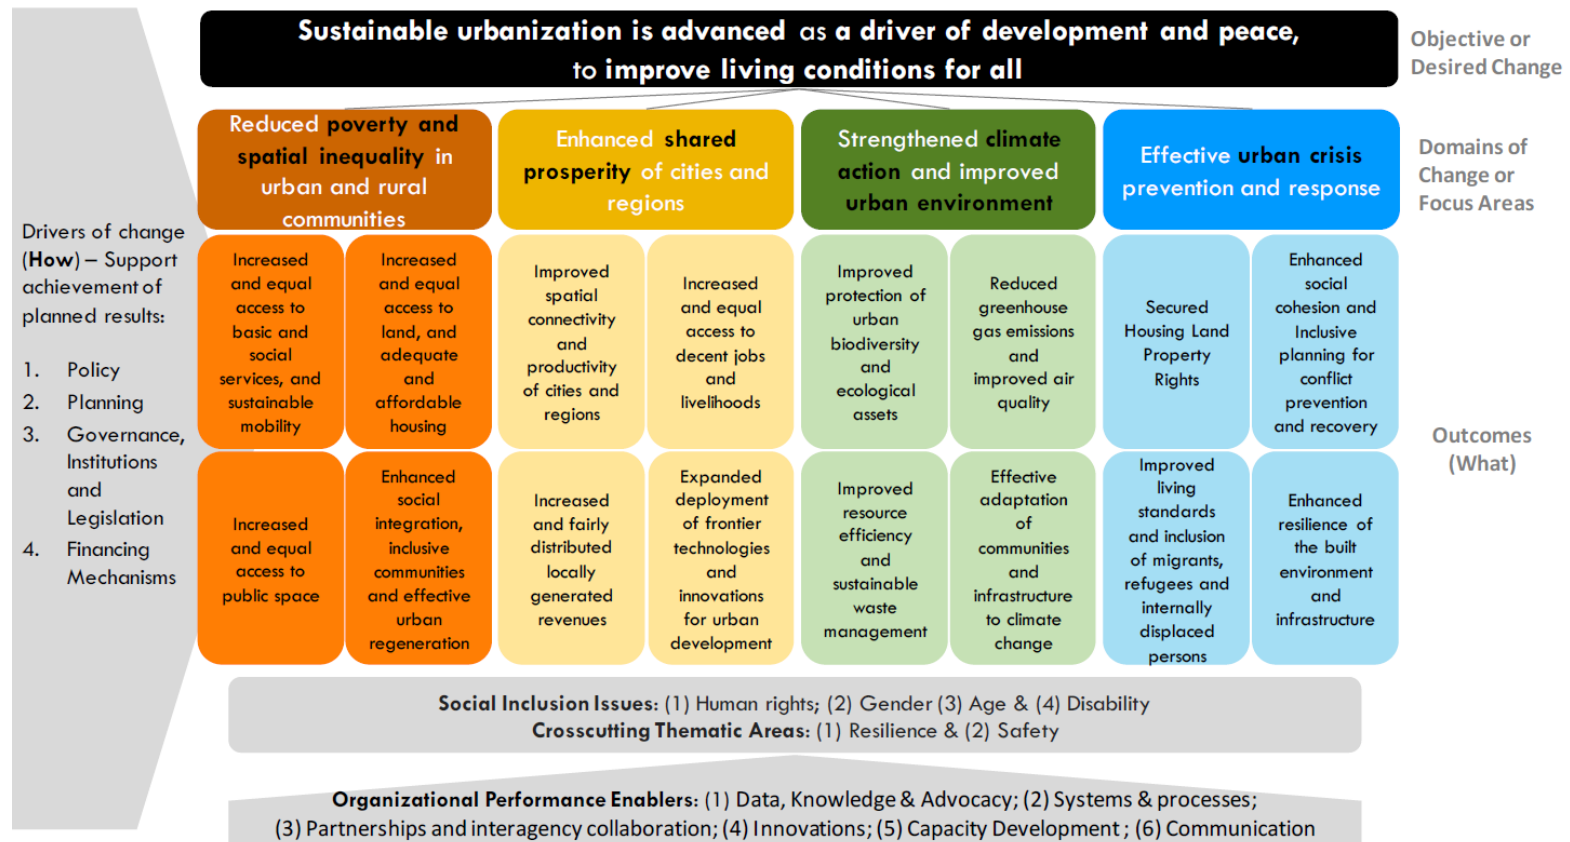 Sustainable urbanization is advanced as a driver of development and peace,
to improve living conditions for all
Objective or
Desired Change
Reduced poverty and
spatial inequality in
urban and rural
communities
Enhanced shared
prosperity of cities and
regions
Strengthened climate
action and improved
urban environment
Effective urban crisis
prevention and response
Domains of
Change or
Focus Areas
Drivers of change
(How) – Support
achievement of
planned results:
1. Policy
2. Planning
3. Governance,
Institutions
and
Legislation
4. Financing
Mechanisms
Increased
and equal
access to
basic and
social
services, and
sustainable
mobility
Increased
and equal
access to
land, and
adequate
and
affordable
housing
Improved
spatial
connectivity
and
productivity
of cities and
regions
Increased
and equal
access to
decent jobs
and
livelihoods
Improved
protection of
urban
biodiversity
and
ecological
assets
Reduced
greenhouse
gas emissions
and
improved air
quality
Secured
Housing Land
Property
Rights
Enhanced
social
cohesion and
Inclusive
planning for
conflict
prevention
and recovery
Outcomes
(What)
Increased
and equal
access to
public space
Enhanced
social
integration,
inclusive
communities
and effective
urban
regeneration
Increased
and fairly
distributed
locally
generated
revenues
Expanded
deployment
of frontier
technologies
and
innovations
for urban
development
Improved
resource
efficiency
and
sustainable
waste
management
Effective
adaptation
of
communities
and
infrastructure
to climate
change
Improved
living
standards
and inclusion
of migrants,
refugees and
internally
displaced
persons
Enhanced
resilience of
the built
environment
and
infrastructure
Social Inclusion Issues: (1) Human rights; (2) Gender (3) Age & (4) Disability
Crosscutting Thematic Areas: (1) Resilience & (2) Safety
Organizational Performance Enablers: (1) Data, Knowledge & Advocacy; (2) Systems & processes;
(3) Partnerships and interagency collaboration; (4) Innovations; (5) Capacity Development ; (6) Communication